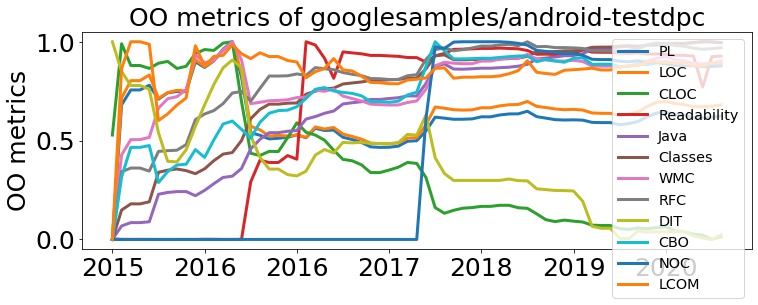 OO metrics of googlesamples/android-testdpc
OO metrics
1.0
0.5
0.0
2015
2016
2016
2017
2018
2019
2020
PL
LOC
CLOC
Readability
Java
Classes
WMC
RFC
DIT
CBO
NOC
LCOM